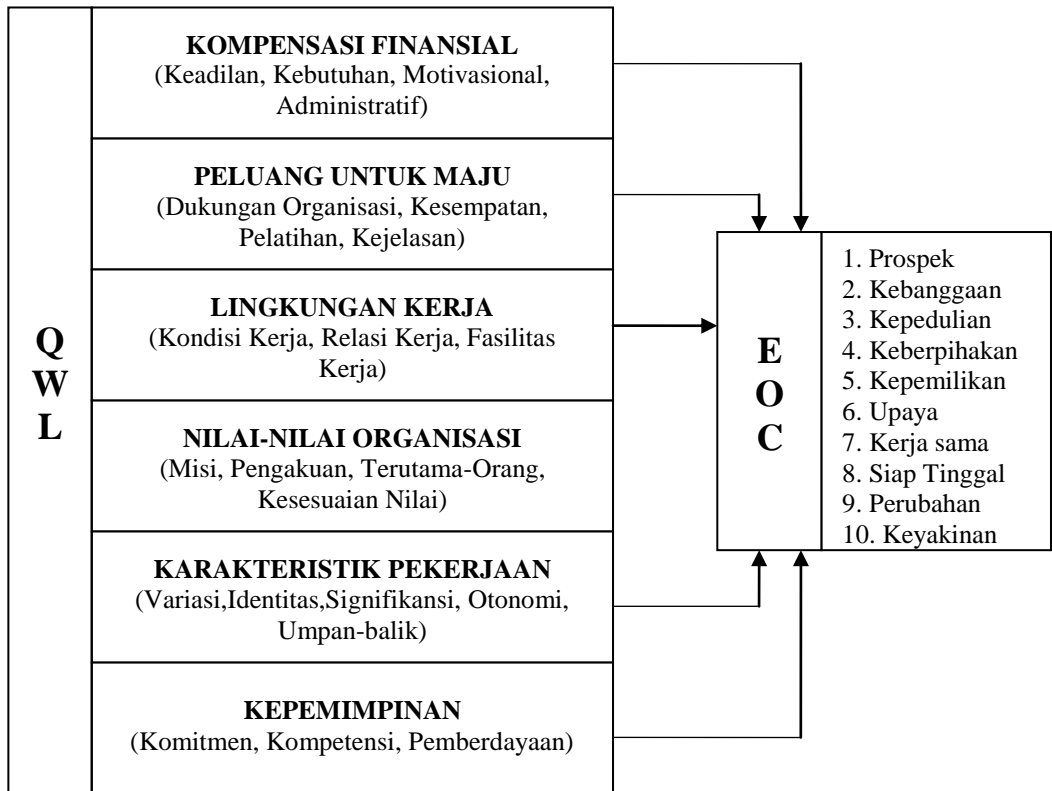 KOMPENSASI FINANSIAL
(Keadilan, Kebutuhan, Motivasional,
Administratif)
PELUANG UNTUK MAJU
(Dukungan Organisasi, Kesempatan,
Pelatihan, Kejelasan)
LINGKUNGAN KERJA
(Kondisi Kerja, Relasi Kerja, Fasilitas
Kerja)
Q
W
L
NILAI-NILAI ORGANISASI
(Misi, Pengakuan, Terutama-Orang,
Kesesuaian Nilai)
KARAKTERISTIK PEKERJAAN
(Variasi,Identitas,Signifikansi, Otonomi,
Umpan-balik)
KEPEMIMPINAN
(Komitmen, Kompetensi, Pemberdayaan)
E
O
C
1. Prospek
2. Kebanggaan
3. Kepedulian
4. Keberpihakan
5. Kepemilikan
6. Upaya
7. Kerja sama
8. Siap Tinggal
9. Perubahan
10. Keyakinan